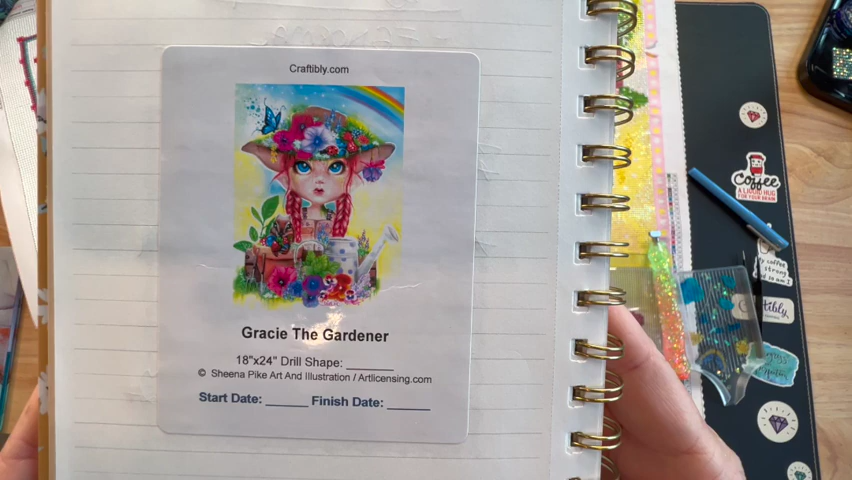 Craftibly.com
Gracie The Gardener
18"x24" Drill Shape: ______
© Sheena Pike Art And Illustration / Artlicensing.com
Start Date: ______ Finish Date: ______
Coffee
A LIQUID HUG
FOR YOUR BRAIN